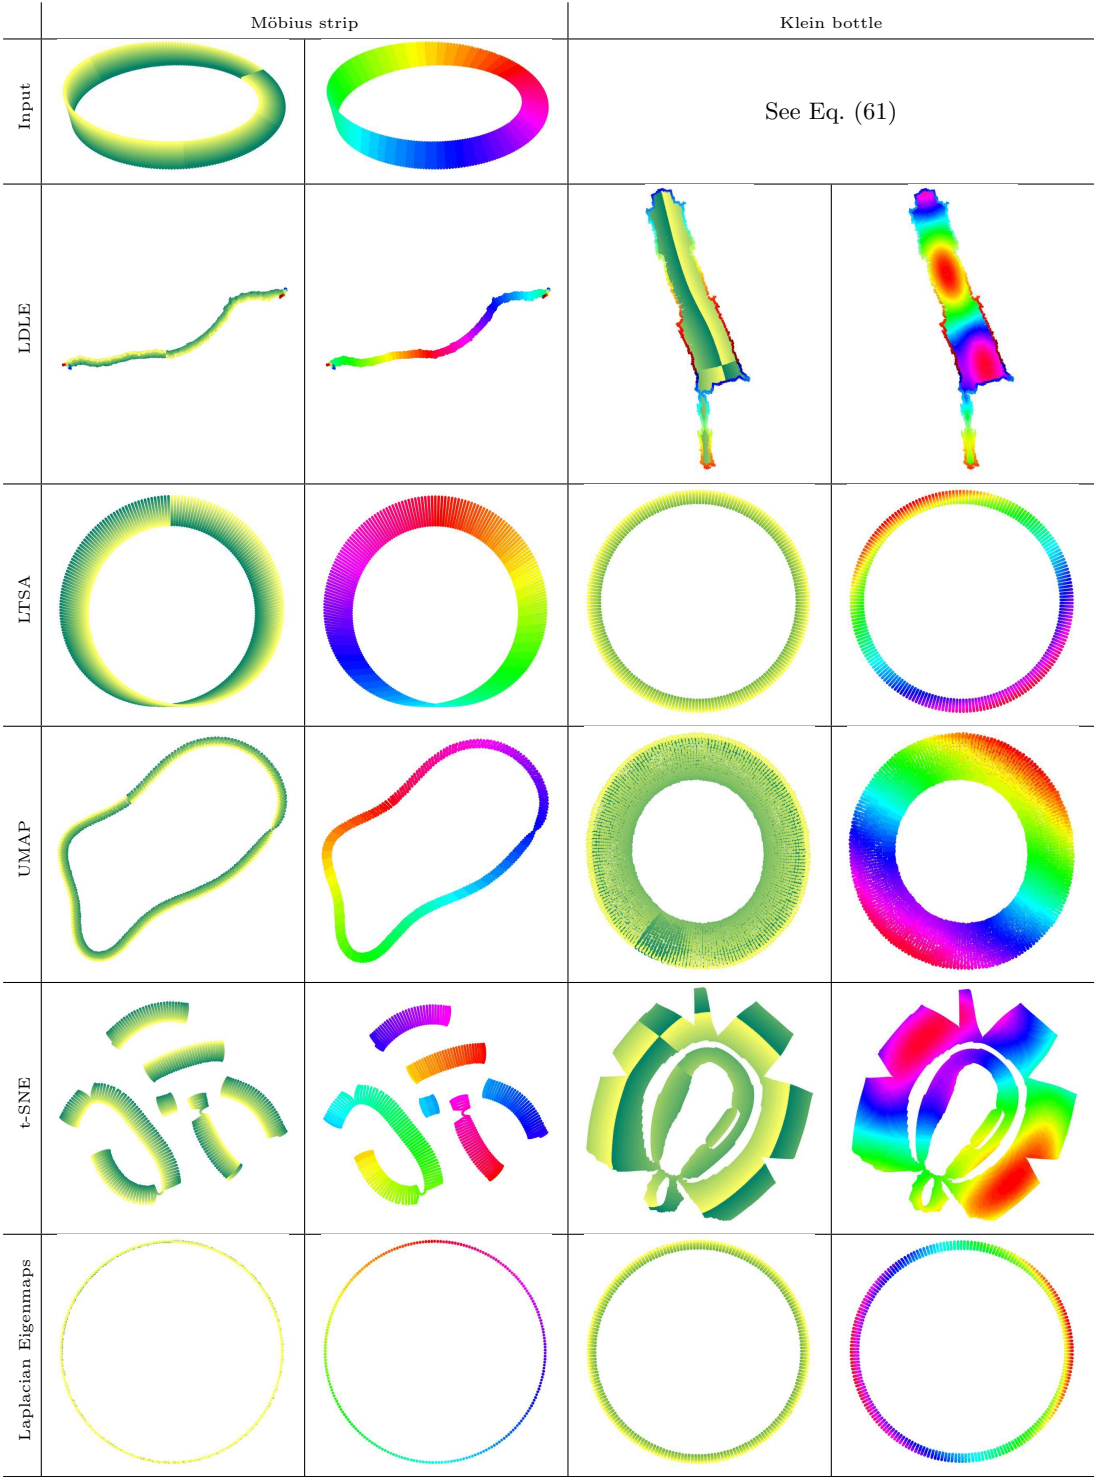 Möbius strip
Klein bottle
Input
See Eq. (61)
LDLE
LTSA
UMAP
t-SNE
Laplacian Eigenmaps